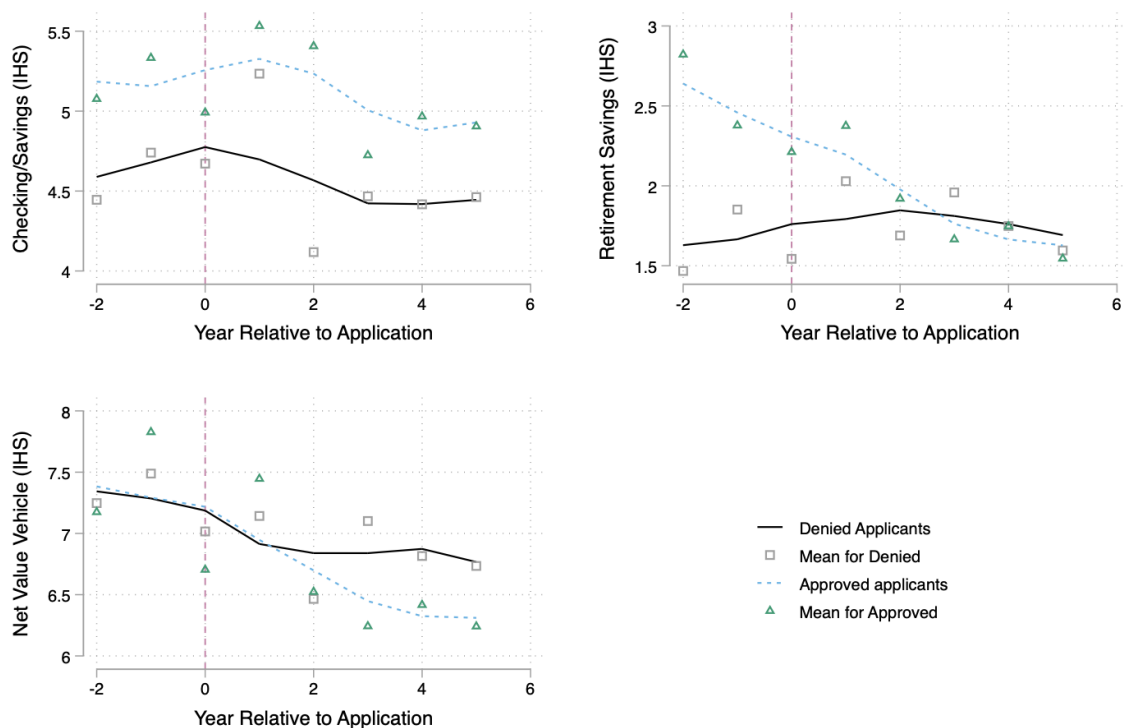 Checking/Savings (IHS)
5.5
5
4.5
4
-2 0 2 4 6
Year Relative to Application
Retirement Savings (IHS)
3
2.5
2
1.5
-2 0 2 4 6
Year Relative to Application
Net Value Vehicle (IHS)
8
7.5
7
6.5
6
-2 0 2 4 6
Year Relative to Application
Denied Applicants
Mean for Denied
Approved applicants
Mean for Approved